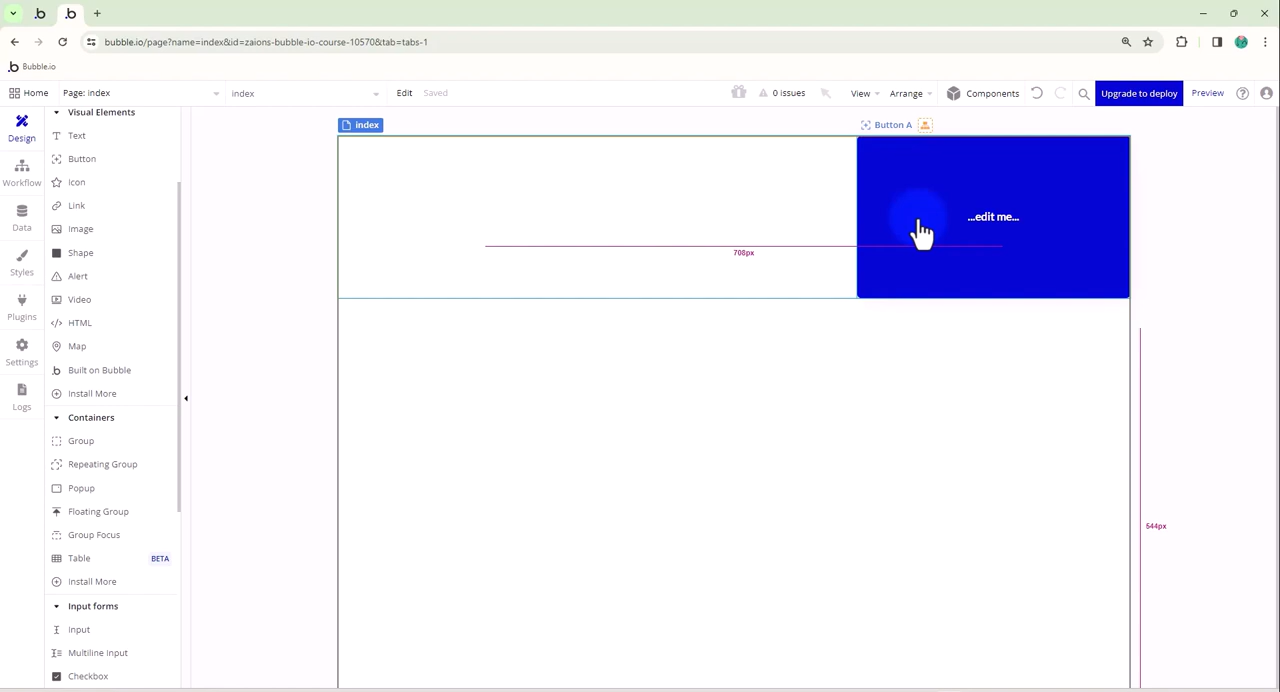 bubble.io/page?name=index&id=zaions-bubble-io-course-10570&tab=tabs-1
Bubble.io
Home
Page: index
index
Edit
Saved
0 issues
View
Arrange
Components
Upgrade to deploy
Preview
Design
Workflow
Data
Styles
Plugins
Settings
Logs
Visual Elements
Text
Button
Icon
Link
Image
Shape
Alert
Video
HTML
Map
Built on Bubble
Install More
Containers
Group
Repeating Group
Popup
Floating Group
Group Focus
Table BETA
Install More
Input forms
Input
Multiline Input
Checkbox
index
Button A
...edit me...
708px
544px